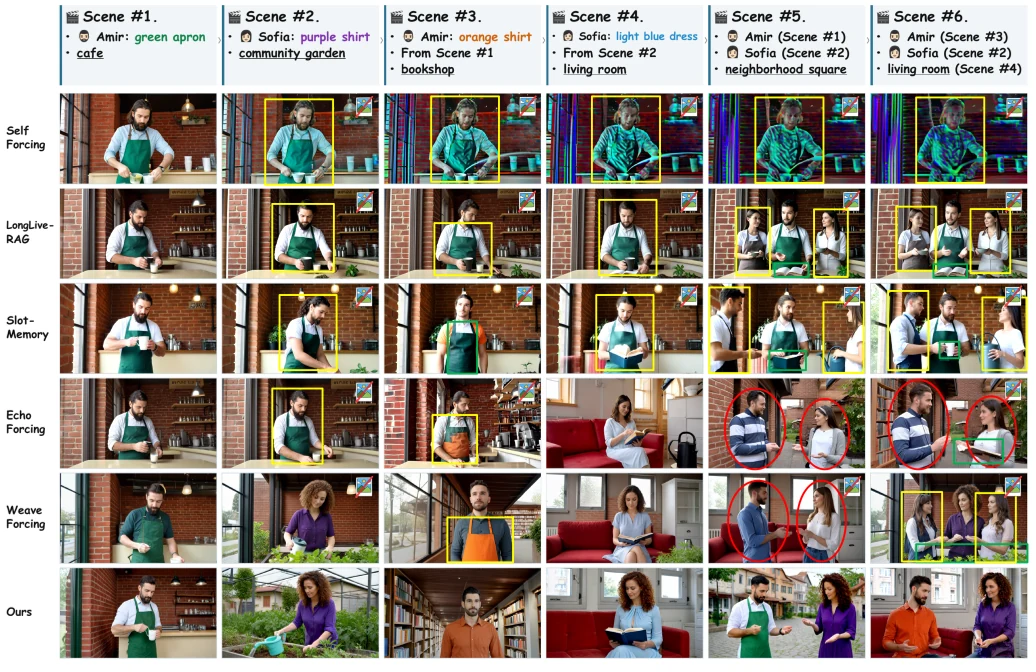 🎬 Scene #1.
• 🧔🏻 Amir: green apron
• cafe
🎬 Scene #2.
• 👩🏻 Sofia: purple shirt
• community garden
🎬 Scene #3.
• 🧔🏻 Amir: orange shirt
• From Scene #1
• bookshop
🎬 Scene #4.
• 👩🏻 Sofia: light blue dress
• From Scene #2
• living room
🎬 Scene #5.
• 🧔🏻 Amir (Scene #1)
• 👩🏻 Sofia (Scene #2)
• neighborhood square
🎬 Scene #6.
• 🧔🏻 Amir (Scene #3)
• 👩🏻 Sofia (Scene #2)
• living room (Scene #4)
Self
Forcing
LongLive-
RAG
Slot-
Memory
Echo
Forcing
Weave
Forcing
Ours